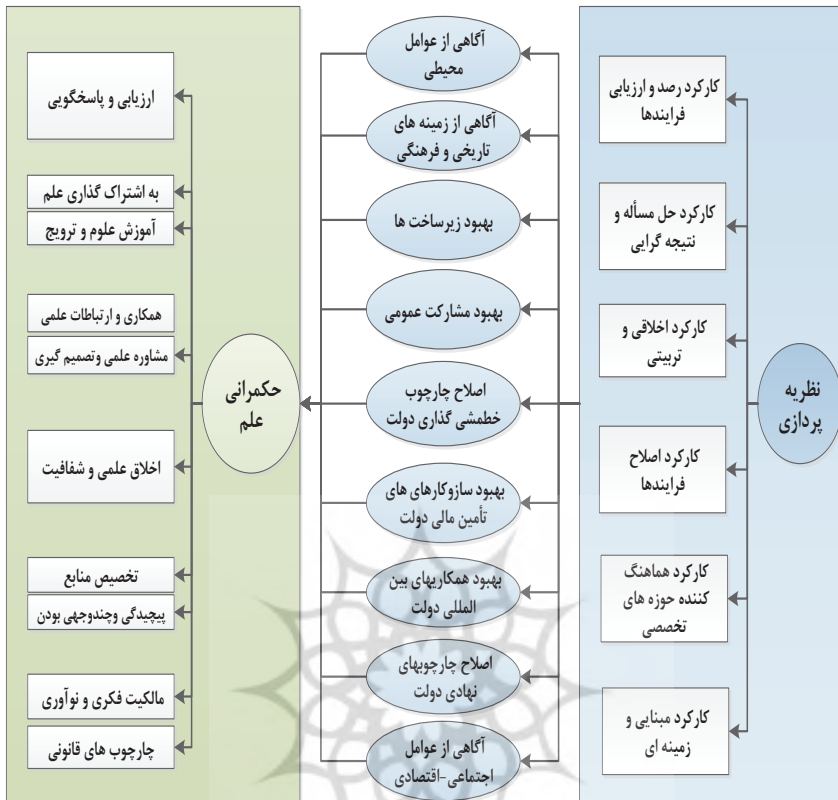 نظریه
پردازی
کارکرد رصد و ارزیابی
فرایندها
کارکرد حل مسأله و
نتیجه گرایی
کارکرد اخلاقی و
تربیتی
کارکرد اصلاح
فرایندها
کارکرد هماهنگ
کننده حوزه های
تخصصی
کارکرد مبنایی و
زمینه ای
آگاهی از عوامل
محیطی
آگاهی از زمینه های
تاریخی و فرهنگی
بهبود زیرساخت ها
بهبود مشارکت عمومی
اصلاح چارچوب
خطمشی گذاری دولت
بهبود سازوکارهای های
تأمین مالی دولت
بهبود همکاریهای بین
المللی دولت
اصلاح چارچوبهای
نهادی دولت
آگاهی از عوامل
اجتماعی-اقتصادی
حکمرانی
علم
ارزیابی و پاسخگویی
به اشتراک گذاری علم
آموزش علوم و ترویج
همکاری و ارتباطات علمی
مشاوره علمی وتصمیم گیری
اخلاق علمی و شفافیت
تخصیص منابع
پیچیدگی وچندوجهی بودن
مالکیت فکری و نوآوری
چارچوب های قانونی